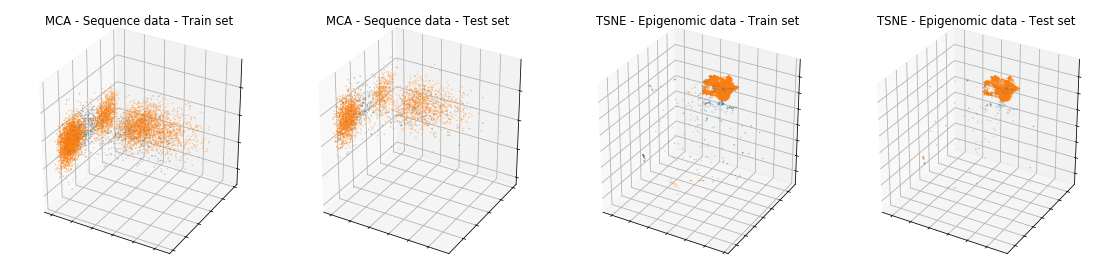 MCA - Sequence data - Train set
MCA - Sequence data - Test set
TSNE - Epigenomic data - Train set
TSNE - Epigenomic data - Test set